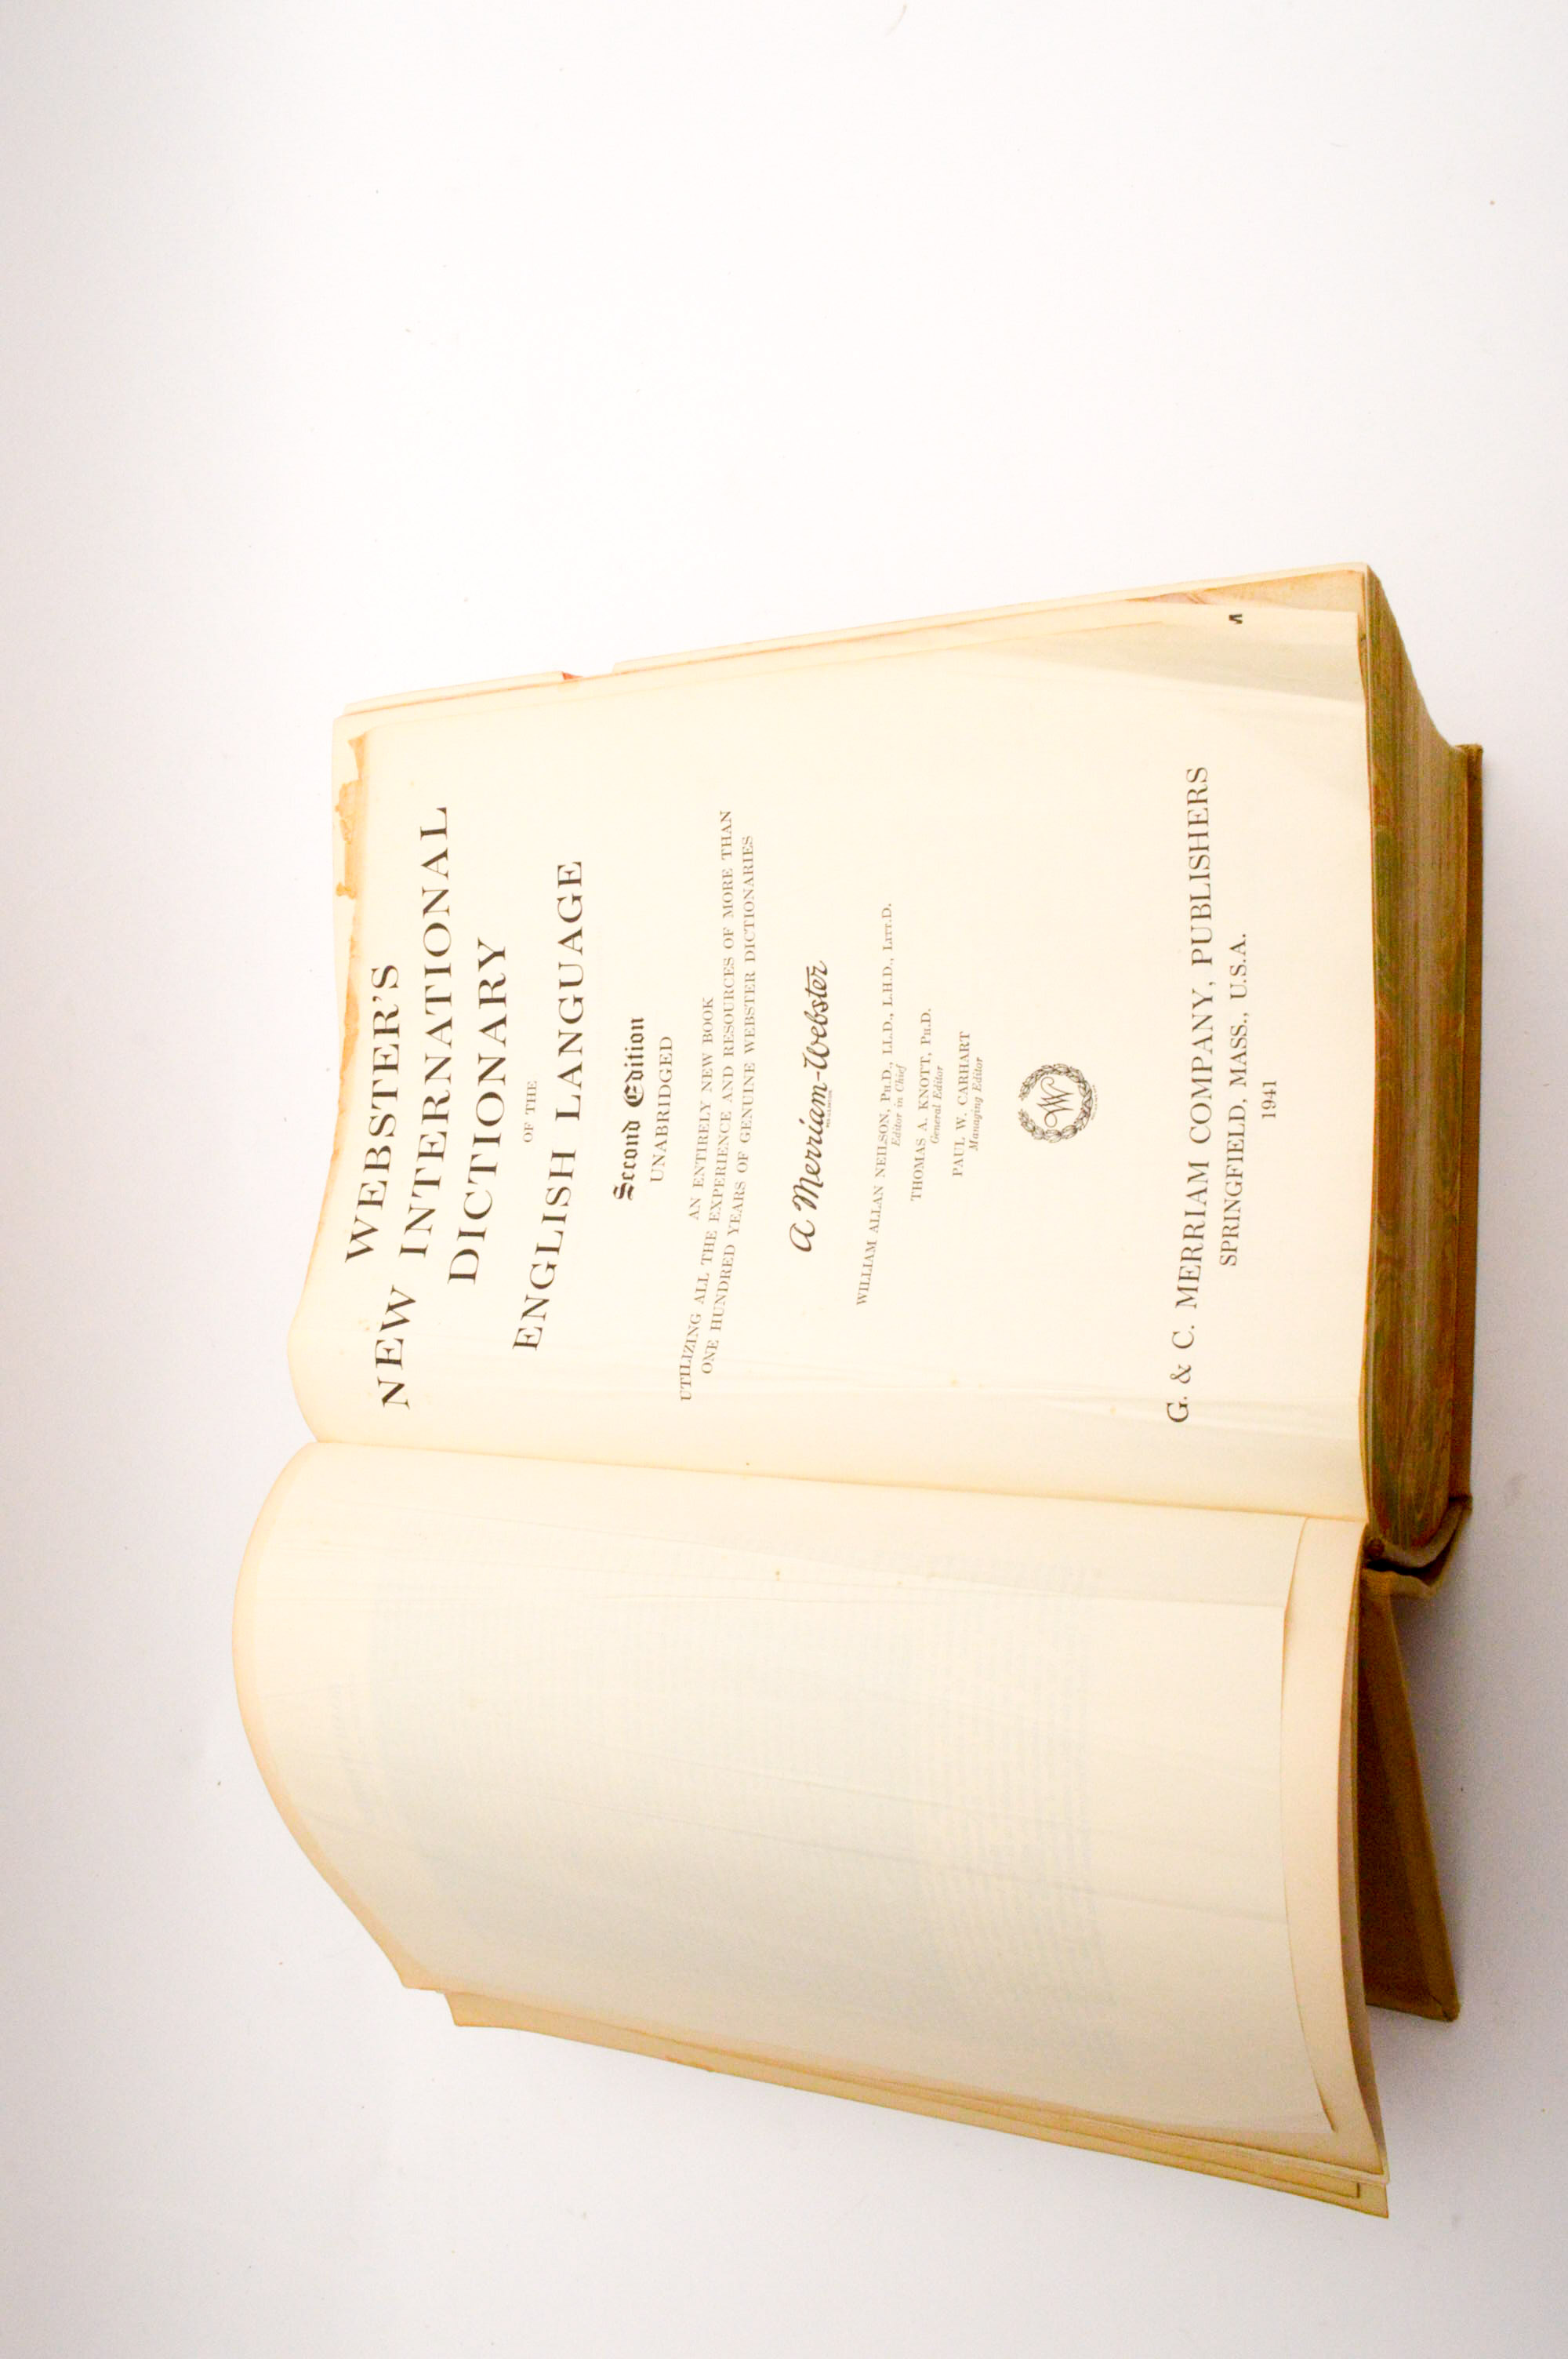 WEBSTER'S
NEW INTERNATIONAL
DICTIONARY
OF THE
ENGLISH LANGUAGE
Second Edition
UNABRIDGED
AN ENTIRELY NEW BOOK
UTILIZING ALL THE EXPERIENCE AND RESOURCES OF MORE THAN
ONE HUNDRED YEARS OF GENUINE WEBSTER DICTIONARIES
A Merriam-Webster
WILLIAM ALLAN NEILSON, PH.D., LL.D., L.H.D., LITT.D.
Editor in Chief
THOMAS A. KNOTT, PH.D.
General Editor
PAUL W. CARHART
Managing Editor
W
G. & C. MERRIAM COMPANY, PUBLISHERS
SPRINGFIELD, MASS., U.S.A.
1941